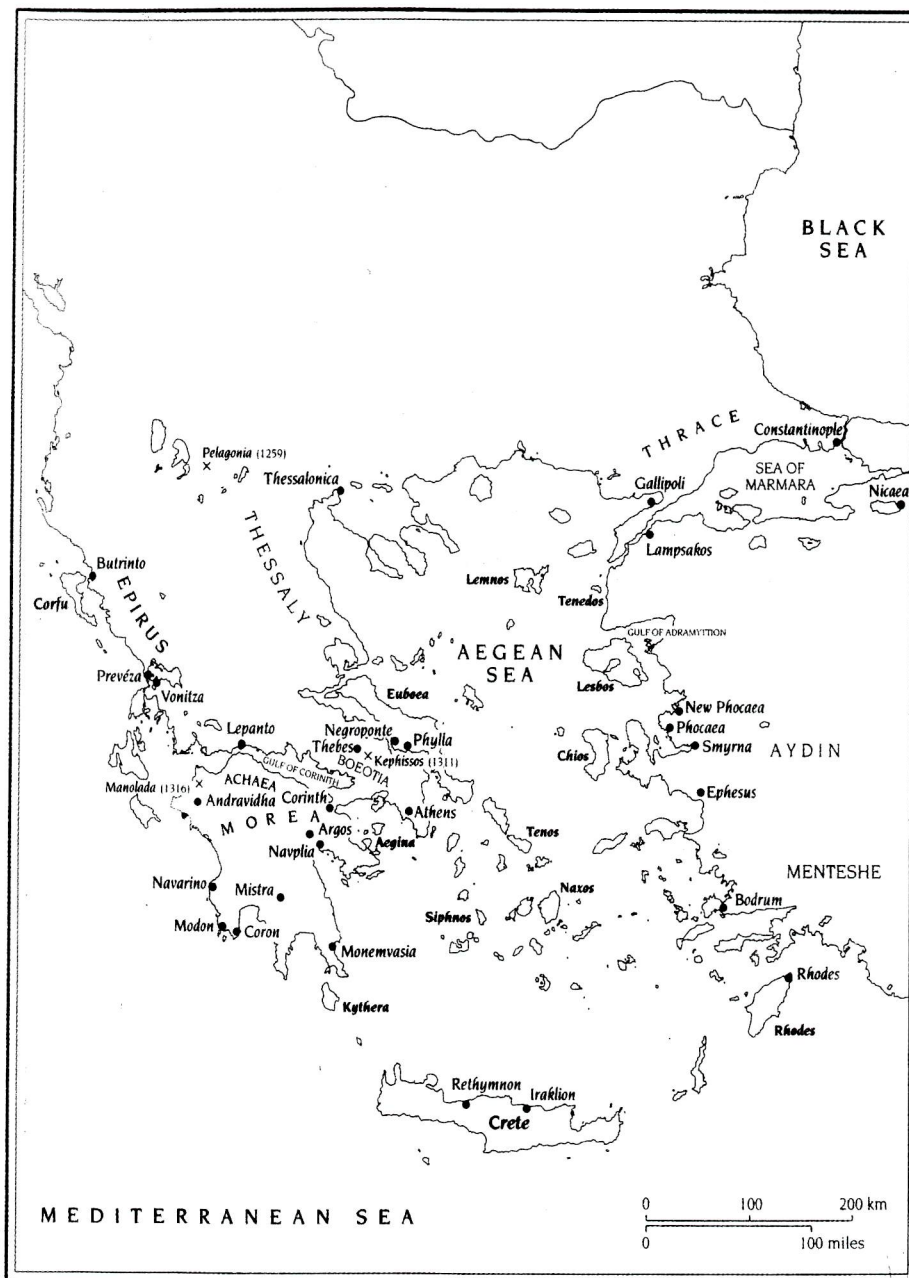 BLACK
SEA
THRACE
Constantinople
Pelagonia (1259)
SEA OF
MARMARA
Thessalonica
Gallipoli
Nicaea
THESSALY
Lampsakos
Butrinto
Lemnos
Tenedos
Corfu
EPIRUS
GULF OF ADRAMYTTION
AEGEAN
SEA
Prevéza
Lesbos
Vonitza
Euboea
New Phocaea
Lepanto
Negroponte
Phocaea
Thebes
Phylla
Smyrna
AYDIN
Kephissos (1311)
Chios
GULF OF CORINTH
BOEOTIA
ACHAEA
Manolada (1316)
Andravidha
Corinth
Ephesus
MOREA
Athens
Argos
Aegina
Tenos
Navplia
MENTESHE
Navarino
Mistra
Naxos
Bodrum
Siphnos
Modon
Coron
Monemvasia
Rhodes
Kythera
Rhodes
Rethymnon
Iraklion
Crete
MEDITERRANEAN SEA
0 100 200 km
0 100 miles